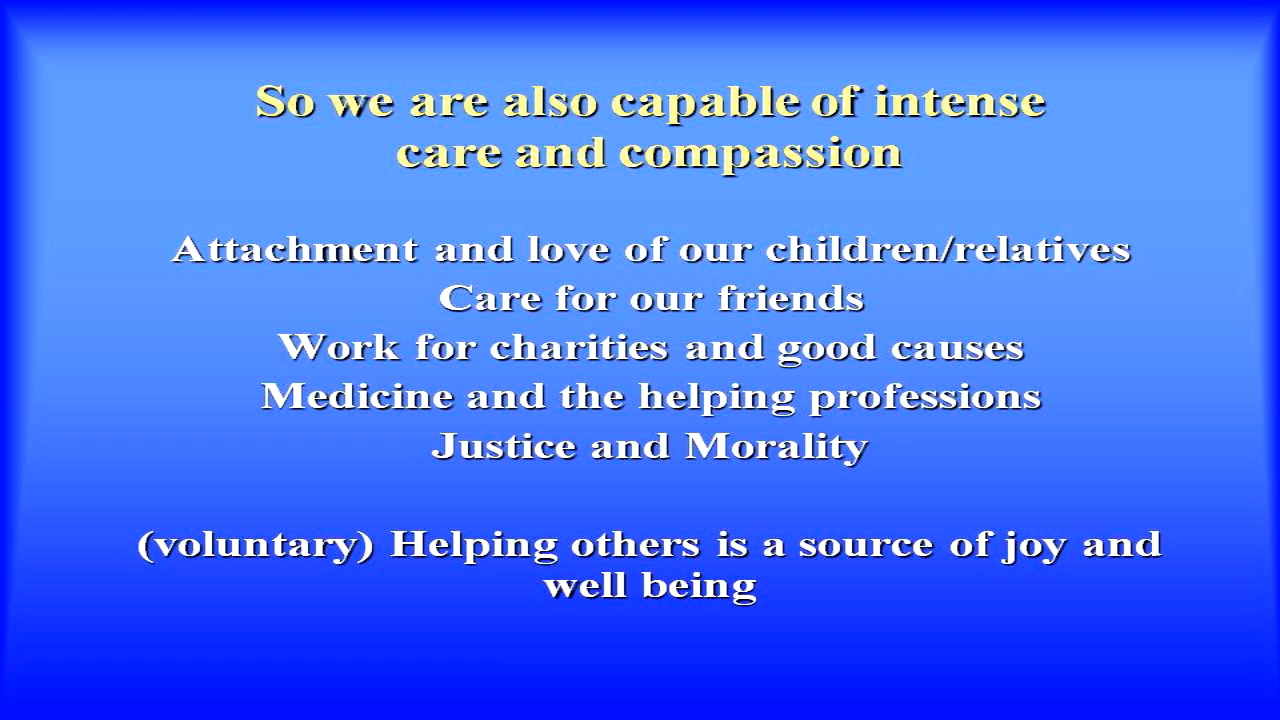 So we are also capable of intense
care and compassion
Attachment and love of our children/relatives
Care for our friends
Work for charities and good causes
Medicine and the helping professions
Justice and Morality
(voluntary) Helping others is a source of joy and
well being